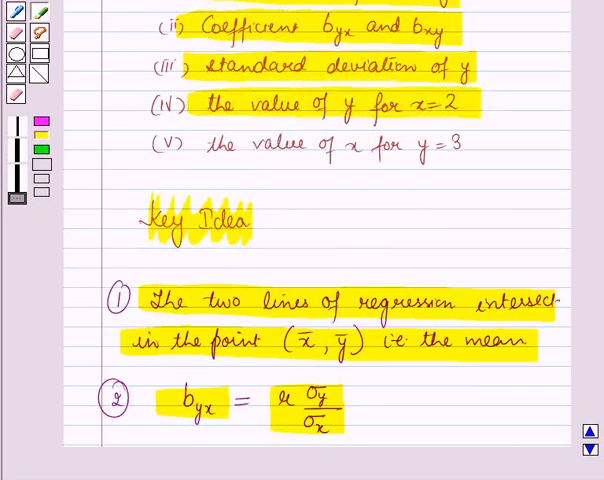 (ii) Coefficient byx and bxy
(iii) standard deviation of y
(IV) the value of y for x=2
(V) the value of x for y=3
Key Idea
① The two lines of regression intersect
in the point (x̄, ȳ) i.e. the mean
② byx = r σy/σx